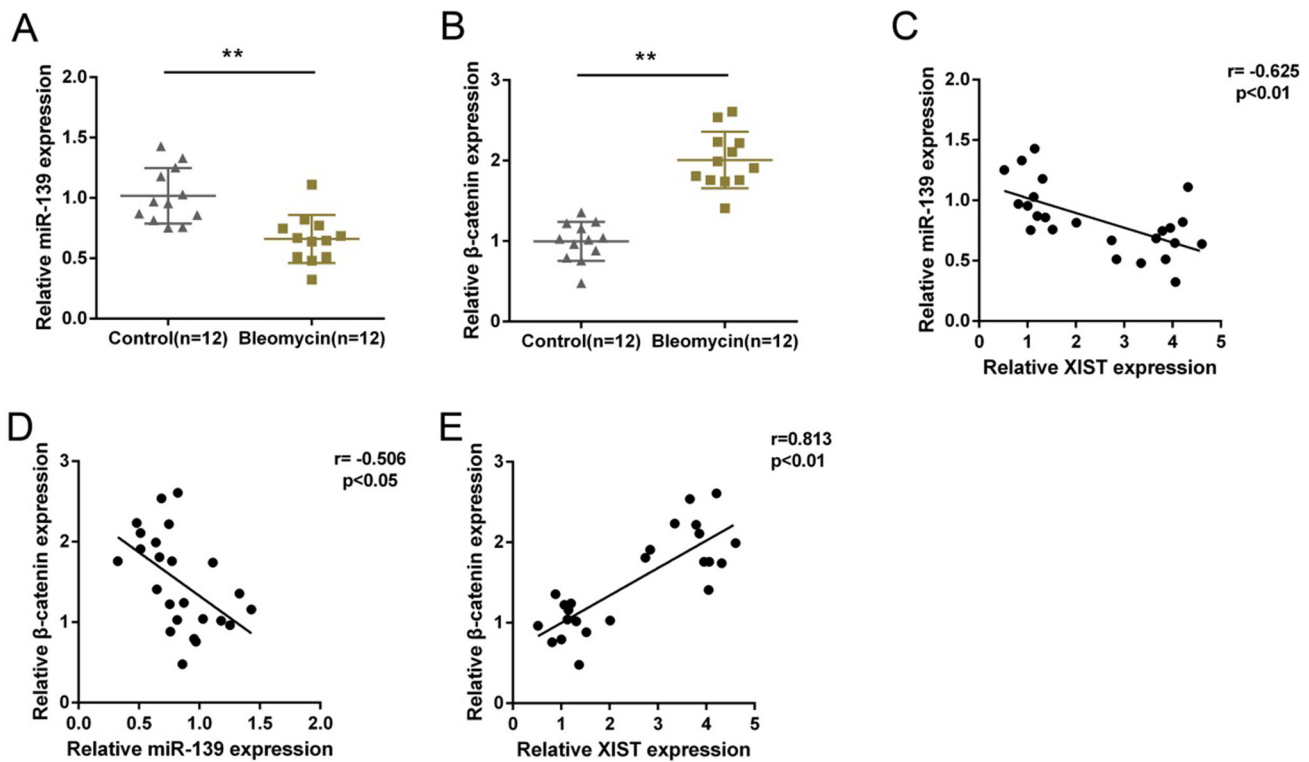 A
**
Relative miR-139 expression
2.0
1.5
1.0
0.5
0.0
Control(n=12)
Bleomycin(n=12)
B
**
Relative β-catenin expression
3
2
1
0
Control(n=12)
Bleomycin(n=12)
C
r= -0.625
p<0.01
Relative miR-139 expression
2.0
1.5
1.0
0.5
0.0
0 1 2 3 4 5
Relative XIST expression
D
r= -0.506
p<0.05
Relative β-catenin expression
3
2
1
0
0.0 0.5 1.0 1.5 2.0
Relative miR-139 expression
E
r=0.813
p<0.01
Relative β-catenin expression
3
2
1
0
0 1 2 3 4 5
Relative XIST expression